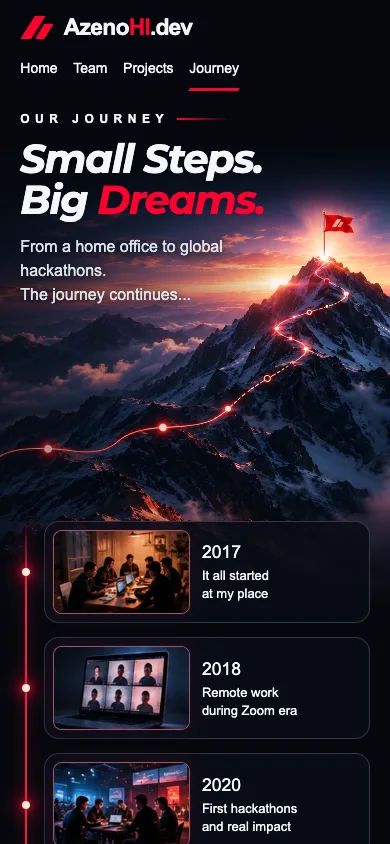 AzenoHI.dev
Home Team Projects Journey
OUR JOURNEY
Small Steps.
Big Dreams.
From a home office to global
hackathons.
The journey continues...
2017
It all started
at my place
2018
Remote work
during Zoom era
2020
First hackathons
and real impact